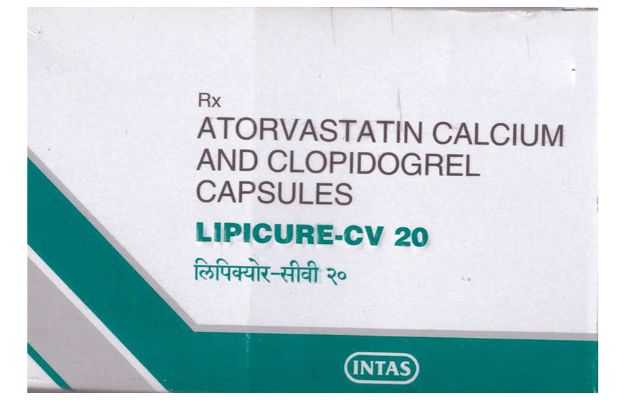 Rx
ATORVASTATIN CALCIUM
AND CLOPIDOGREL
CAPSULES
LIPICURE-CV 20
लिपिक्योर-सीवी २०
INTAS